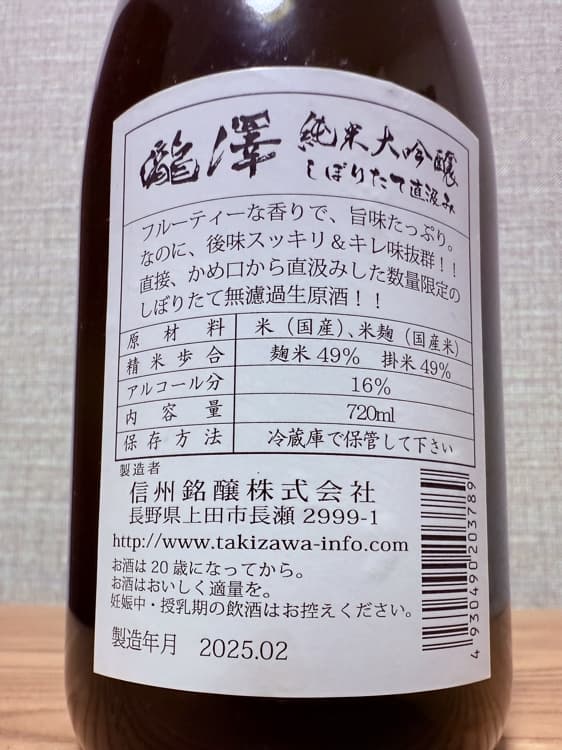 瀧澤 純米大吟醸
しぼりたて直汲み
フルーティーな香りで、旨味たっぷり。
なのに、後味スッキリ&キレ味抜群!!
直接、かめ口から直汲みした数量限定の
しぼりたて無濾過生原酒!!
原材料 米(国産)、米麹(国産米)
精米歩合 麹米49% 掛米49%
アルコール分 16%
内容量 720ml
保存方法 冷蔵庫で保管して下さい
製造者
信州銘醸株式会社
長野県上田市長瀬 2999-1
http://www.takizawa-info.com
お酒は20歳になってから。
お酒はおいしく適量を。
妊娠中・授乳期の飲酒はお控えください。
製造年月 2025.02
4930490203789